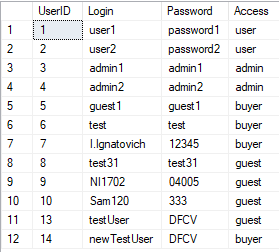 UserID Login Password Access
1 1 user1 password1 user
2 2 user2 password2 user
3 3 admin1 admin1 admin
4 4 admin2 admin2 admin
5 5 guest1 guest1 buyer
6 6 test test buyer
7 7 I.Ignatovich 12345 buyer
8 8 test31 test31 guest
9 9 NI1702 04005 guest
10 10 Sam120 333 guest
11 13 testUser DFCV guest
12 14 newTestUser DFCV buyer